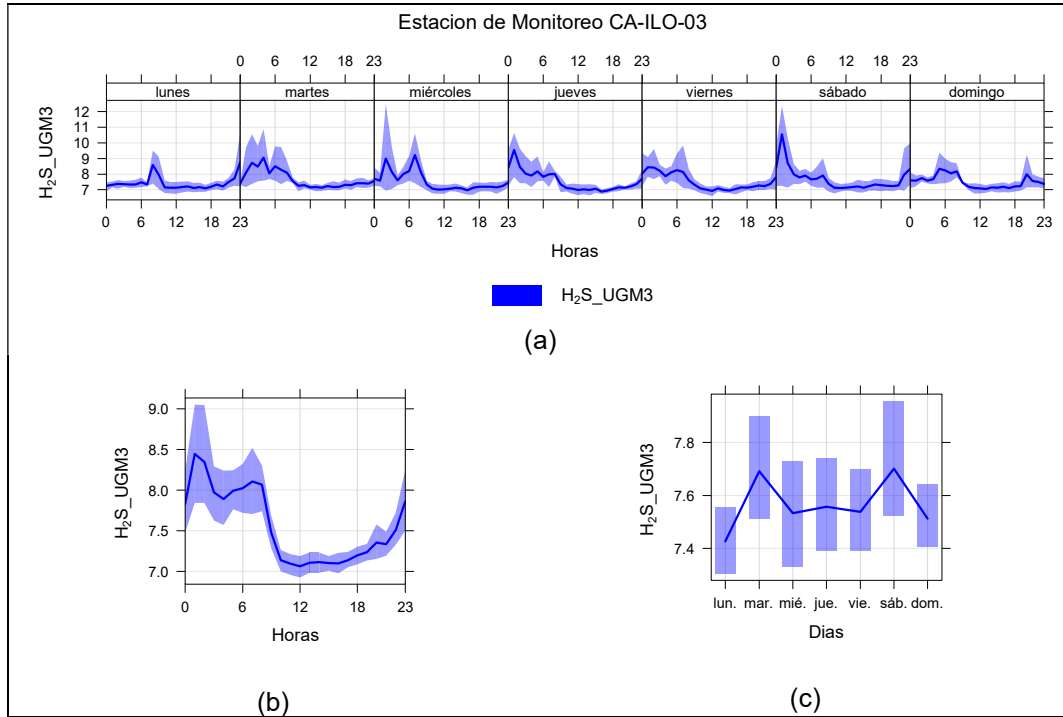 Estacion de Monitoreo CA-ILO-03
0 6 12 18 23 0 6 12 18 23 0 6 12 18 23
lunes martes miércoles jueves viernes sábado domingo
H₂S_UGM3
12
11
10
9
8
7
0 6 12 18 23 0 6 12 18 23 0 6 12 18 23 0 6 12 18 23
Horas
H₂S_UGM3
(a)
H₂S_UGM3
9.0
8.5
8.0
7.5
7.0
0 6 12 18 23
Horas
(b)
H₂S_UGM3
7.8
7.6
7.4
lun. mar. mié. jue. vie. sáb. dom.
Dias
(c)